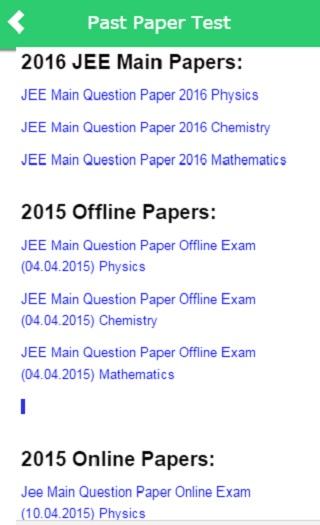 Past Paper Test
2016 JEE Main Papers:
JEE Main Question Paper 2016 Physics
JEE Main Question Paper 2016 Chemistry
JEE Main Question Paper 2016 Mathematics
2015 Offline Papers:
JEE Main Question Paper Offline Exam
(04.04.2015) Physics
JEE Main Question Paper Offline Exam
(04.04.2015) Chemistry
JEE Main Question Paper Offline Exam
(04.04.2015) Mathematics
2015 Online Papers:
Jee Main Question Paper Online Exam
(10.04.2015) Physics